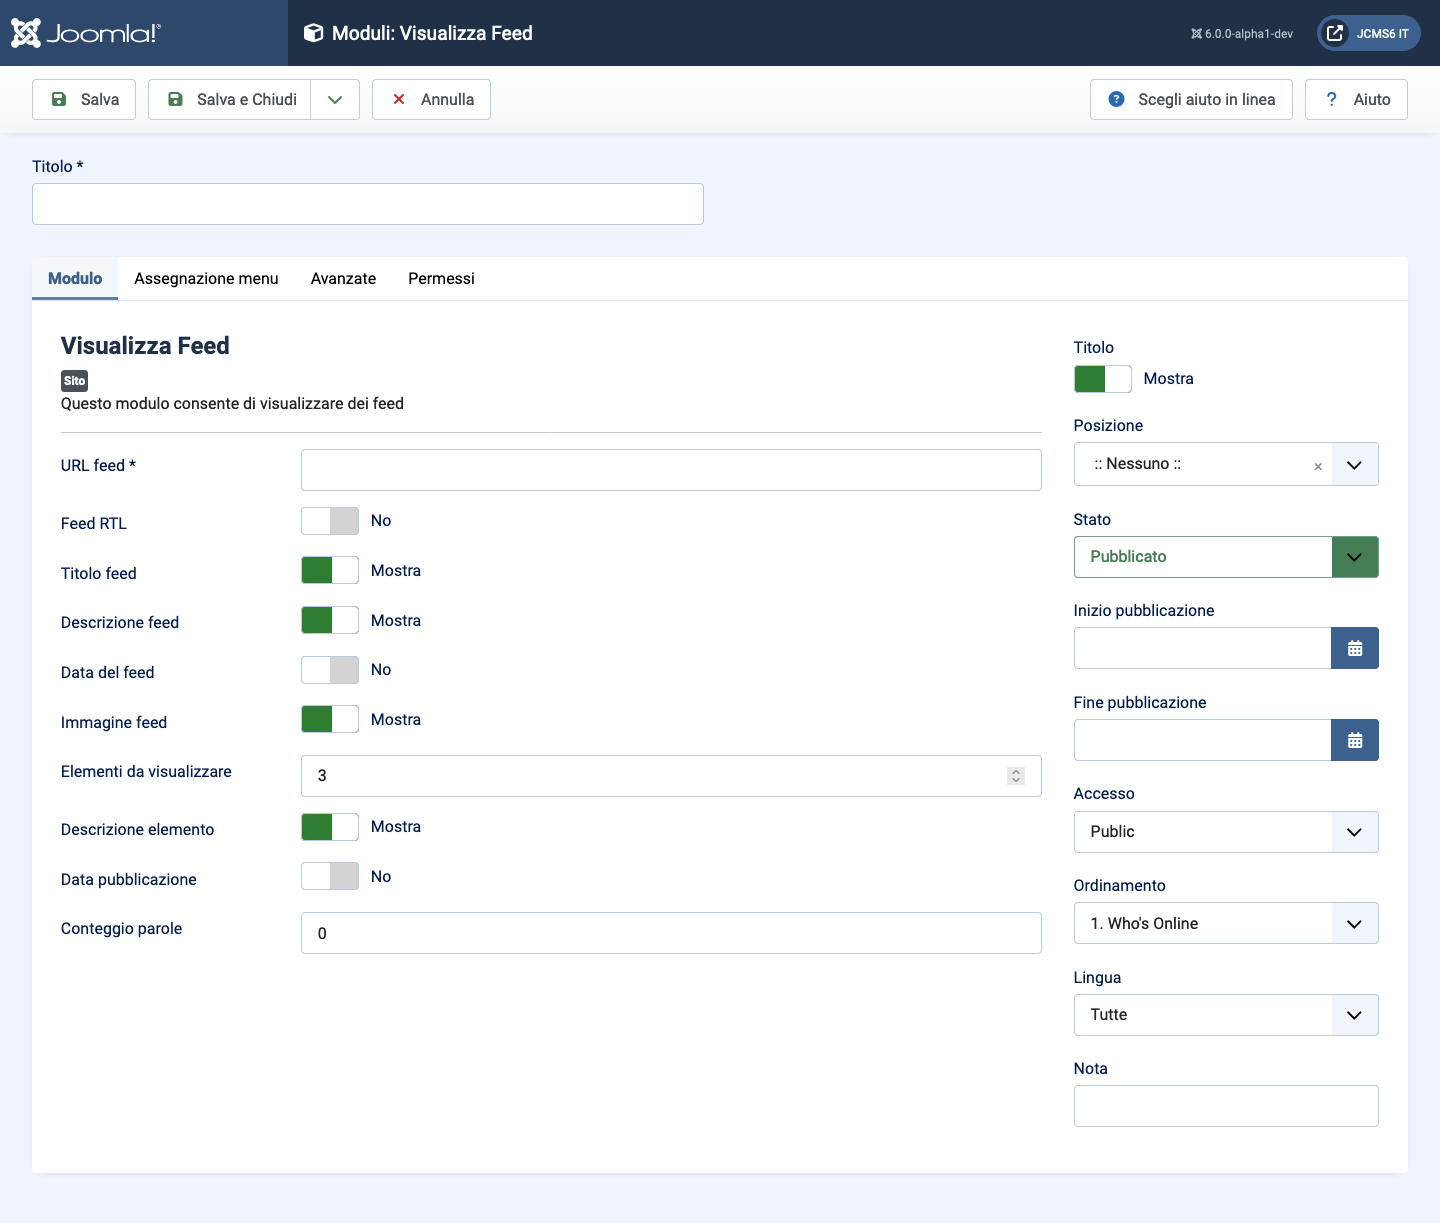 Joomla!®
Moduli: Visualizza Feed
6.0.0-alpha1-dev
JCMS6 IT
Salva
Salva e Chiudi
Annulla
Scegli aiuto in linea
? Aiuto
Titolo *
Modulo
Assegnazione menu
Avanzate
Permessi
Visualizza Feed
Sito
Questo modulo consente di visualizzare dei feed
URL feed *
Feed RTL
No
Titolo feed
Mostra
Descrizione feed
Mostra
Data del feed
No
Immagine feed
Mostra
Elementi da visualizzare
3
Descrizione elemento
Mostra
Data pubblicazione
No
Conteggio parole
0
Titolo
Mostra
Posizione
:: Nessuno ::
×
Stato
Pubblicato
Inizio pubblicazione
Fine pubblicazione
Accesso
Public
Ordinamento
1. Who's Online
Lingua
Tutte
Nota